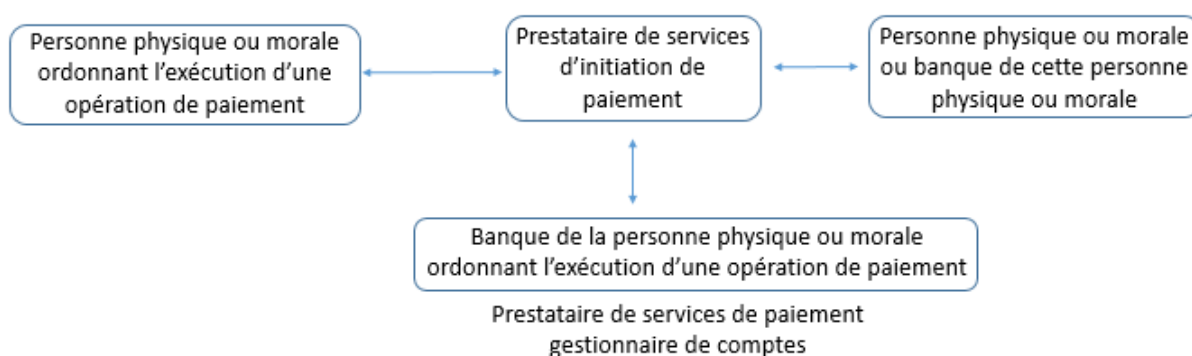 Personne physique ou morale
ordonnant l’exécution d’une
opération de paiement
Prestataire de services
d’initiation de
paiement
Personne physique ou morale
ou banque de cette personne
physique ou morale
Banque de la personne physique ou morale
ordonnant l’exécution d’une opération de paiement
Prestataire de services de paiement
gestionnaire de comptes